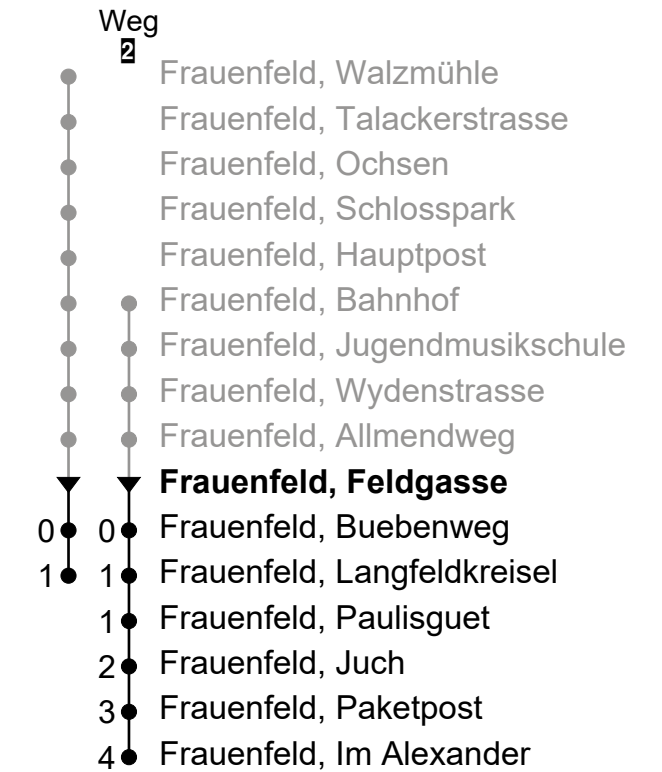 Weg
2
Frauenfeld, Walzmühle
Frauenfeld, Talackerstrasse
Frauenfeld, Ochsen
Frauenfeld, Schlosspark
Frauenfeld, Hauptpost
Frauenfeld, Bahnhof
Frauenfeld, Jugendmusikschule
Frauenfeld, Wydenstrasse
Frauenfeld, Allmendweg
Frauenfeld, Feldgasse
0 0 Frauenfeld, Buebenweg
1 1 Frauenfeld, Langfeldkreisel
1 Frauenfeld, Paulisguet
2 Frauenfeld, Juch
3 Frauenfeld, Paketpost
4 Frauenfeld, Im Alexander